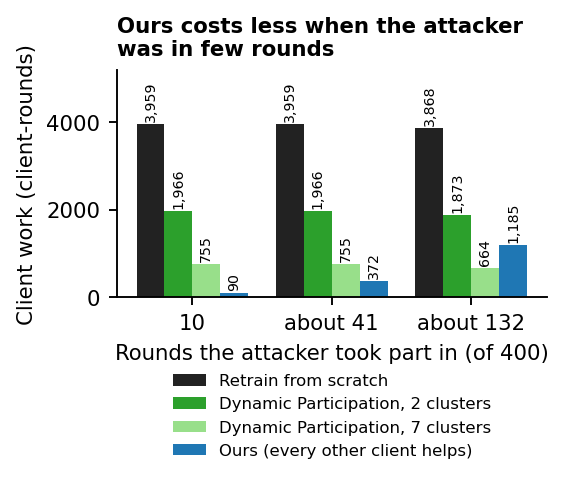 Ours costs less when the attacker
was in few rounds
Client work (client-rounds)
4000
2000
0
3,959
1,966
755
90
3,959
1,966
755
372
3,868
1,873
664
1,185
10
about 41
about 132
Rounds the attacker took part in (of 400)
Retrain from scratch
Dynamic Participation, 2 clusters
Dynamic Participation, 7 clusters
Ours (every other client helps)